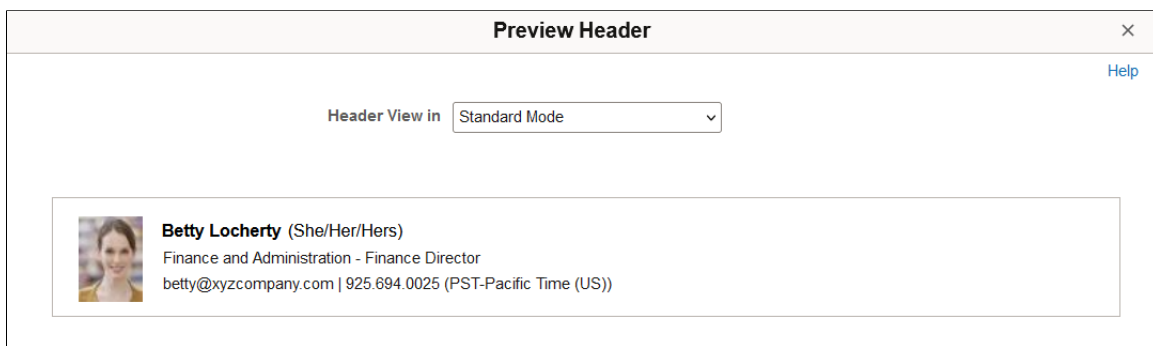 Preview Header
Help
Header View in Standard Mode
Betty Locherty (She/Her/Hers)
Finance and Administration - Finance Director
betty@xyzcompany.com | 925.694.0025 (PST-Pacific Time (US))